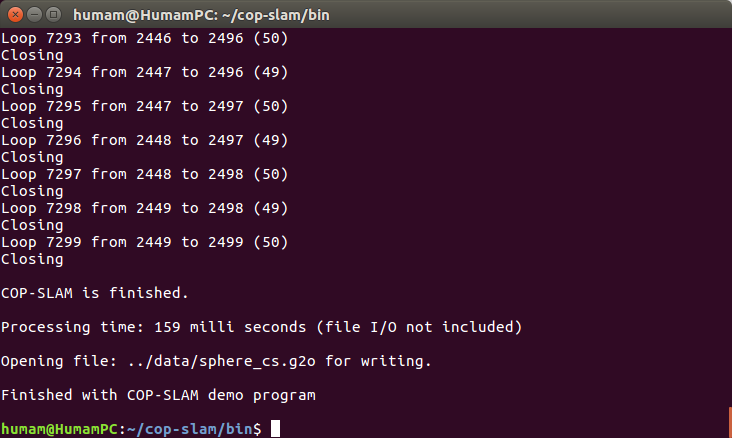 humam@HumamPC: ~/cop-slam/bin
Loop 7293 from 2446 to 2496 (50)
Closing
Loop 7294 from 2447 to 2496 (49)
Closing
Loop 7295 from 2447 to 2497 (50)
Closing
Loop 7296 from 2448 to 2497 (49)
Closing
Loop 7297 from 2448 to 2498 (50)
Closing
Loop 7298 from 2449 to 2498 (49)
Closing
Loop 7299 from 2449 to 2499 (50)
Closing
COP-SLAM is finished.
Processing time: 159 milli seconds (file I/O not included)
Opening file: ../data/sphere_cs.g2o for writing.
Finished with COP-SLAM demo program
humam@HumamPC:~/cop-slam/bin$